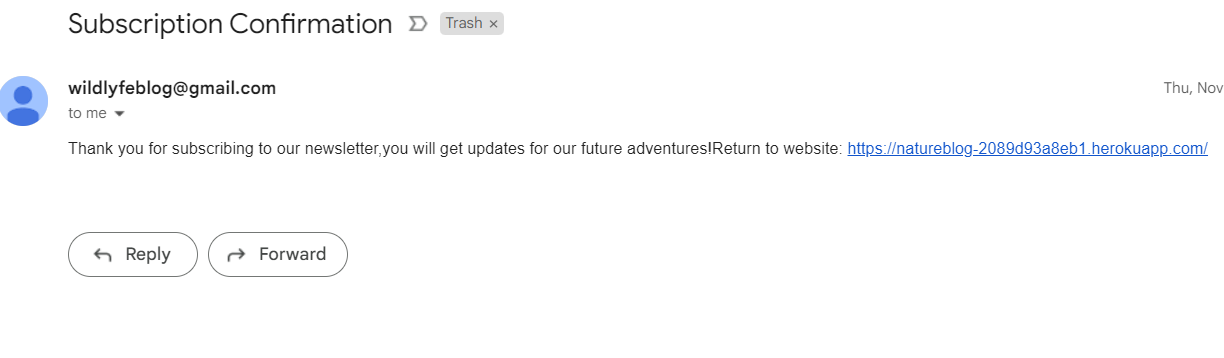 Subscription Confirmation Trash ×
wildlyfeblog@gmail.com Thu, Nov
to me
Thank you for subscribing to our newsletter,you will get updates for our future adventures!Return to website: https://natureblog-2089d93a8eb1.herokuapp.com/
Reply Forward